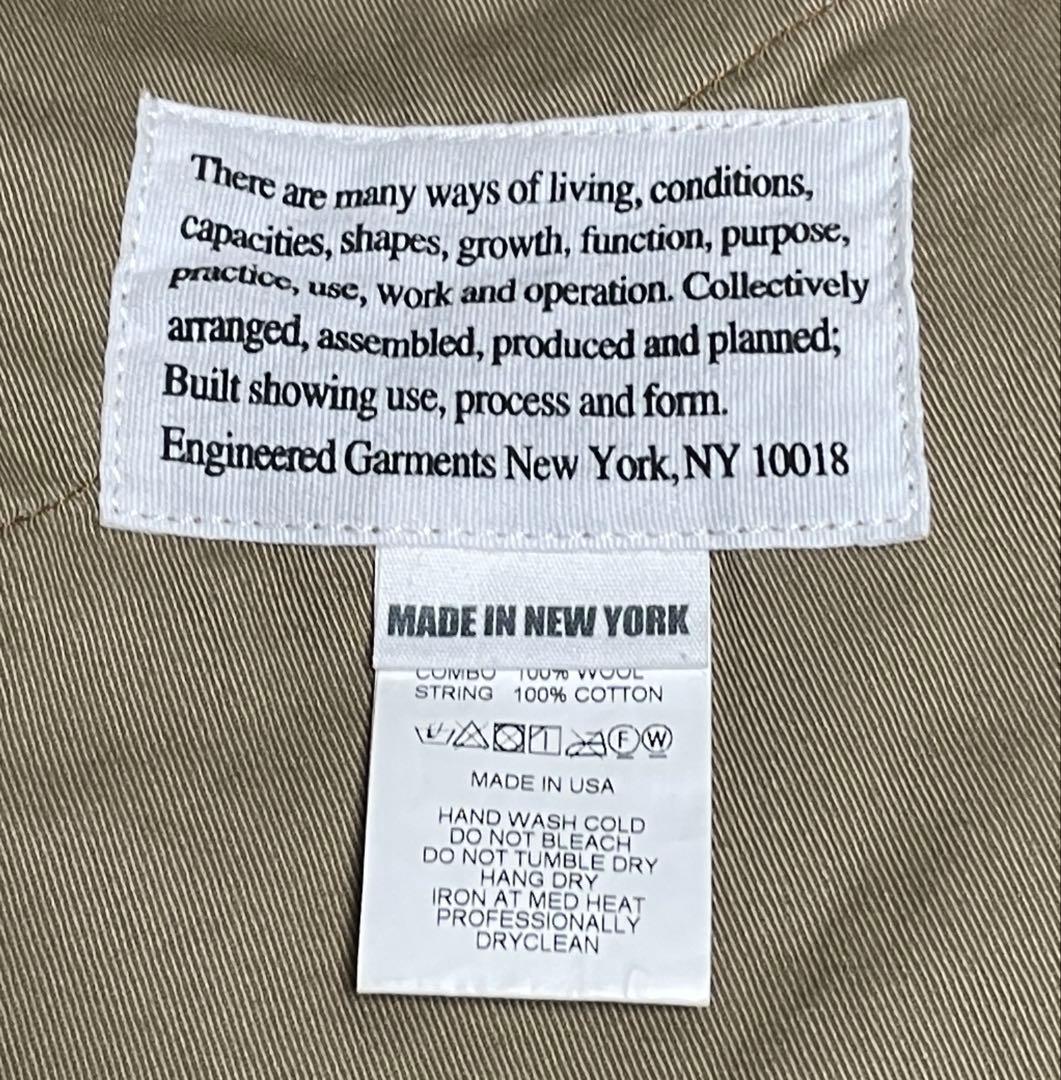 There are many ways of living, conditions,
capacities, shapes, growth, function, purpose,
practice, use, work and operation. Collectively
arranged, assembled, produced and planned;
Built showing use, process and form.
Engineered Garments New York, NY 10018
MADE IN NEW YORK
COMBO 100% WOOL
STRING 100% COTTON
F W
MADE IN USA
HAND WASH COLD
DO NOT BLEACH
DO NOT TUMBLE DRY
HANG DRY
IRON AT MED HEAT
PROFESSIONALLY
DRYCLEAN